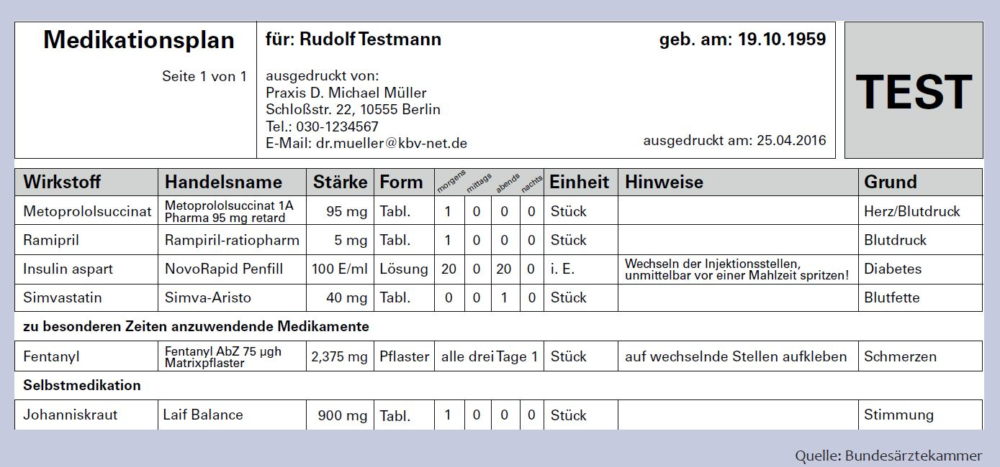 Medikationsplan
Seite 1 von 1
für: Rudolf Testmann
geb. am: 19.10.1959
ausgedruckt von:
Praxis D. Michael Müller
Schloßstr. 22, 10555 Berlin
Tel.: 030-1234567
E-Mail: dr.mueller@kbv-net.de
ausgedruckt am: 25.04.2016
TEST
Wirkstoff Handelsname Stärke Form morgens mittags abends nachts Einheit Hinweise Grund
Metoprololsuccinat Metoprololsuccinat 1A
Pharma 95 mg retard 95 mg Tabl. 1 0 0 0 Stück Herz/Blutdruck
Ramipril Rampiril-ratiopharm 5 mg Tabl. 1 0 0 0 Stück Blutdruck
Insulin aspart NovoRapid Penfill 100 E/ml Lösung 20 0 20 0 i. E. Wechseln der Injektionsstellen,
unmittelbar vor einer Mahlzeit spritzen! Diabetes
Simvastatin Simva-Aristo 40 mg Tabl. 0 0 1 0 Stück Blutfette
zu besonderen Zeiten anzuwendende Medikamente
Fentanyl Fentanyl AbZ 75 µgh
Matrixpflaster 2,375 mg Pflaster alle drei Tage 1 Stück auf wechselnde Stellen aufkleben Schmerzen
Selbstmedikation
Johanniskraut Laif Balance 900 mg Tabl. 1 0 0 0 Stück Stimmung
Quelle: Bundesärztekammer